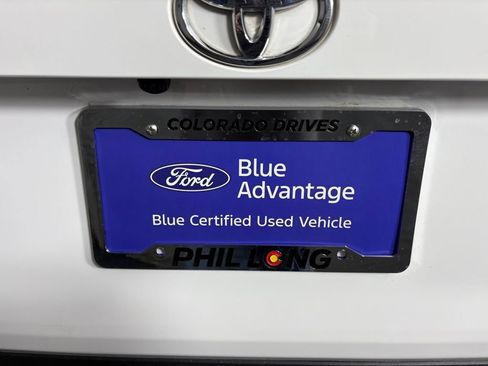 COLORADO DRIVES
Ford
Blue
Advantage
Blue Certified Used Vehicle
PHIL LONG